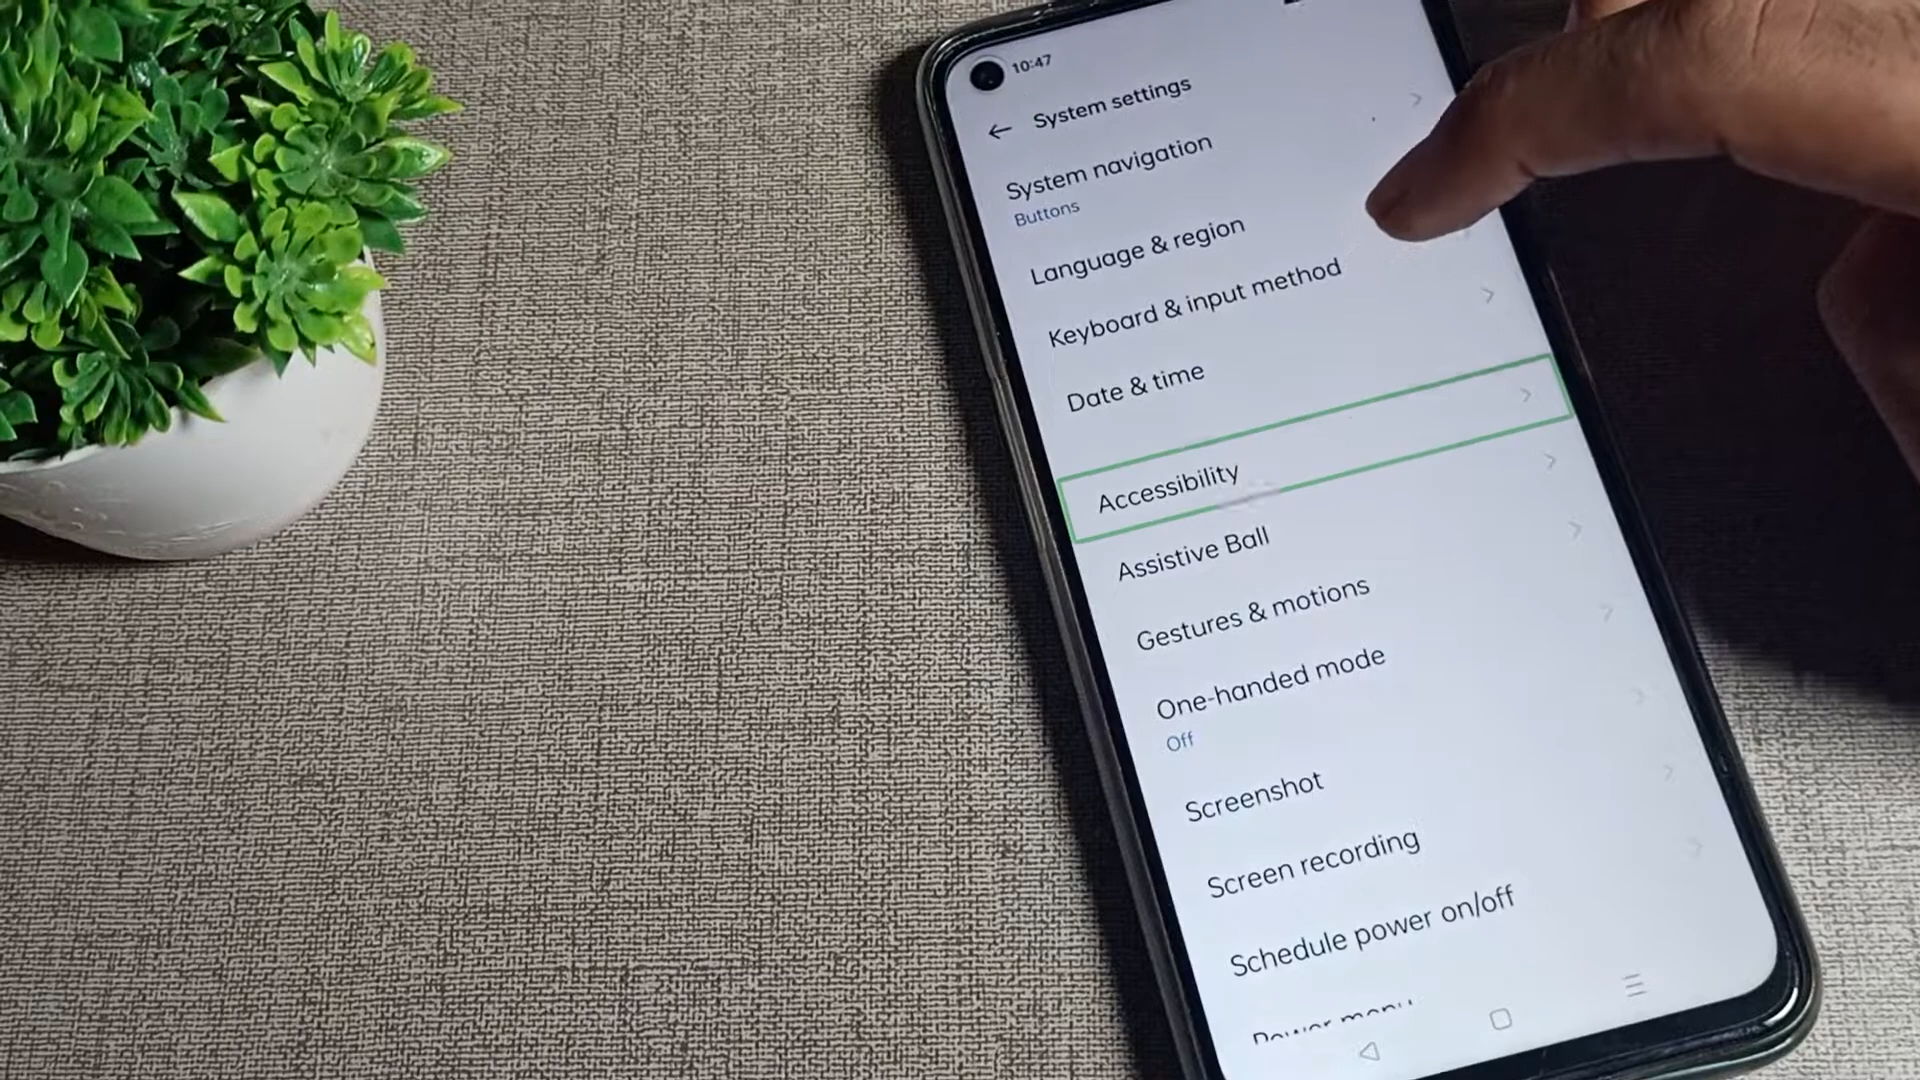 10:47
System settings
System navigation
Buttons
Language & region
Keyboard & input method
Date & time
Accessibility
Assistive Ball
Gestures & motions
One-handed mode
Off
Screenshot
Screen recording
Schedule power on/off
Power menu